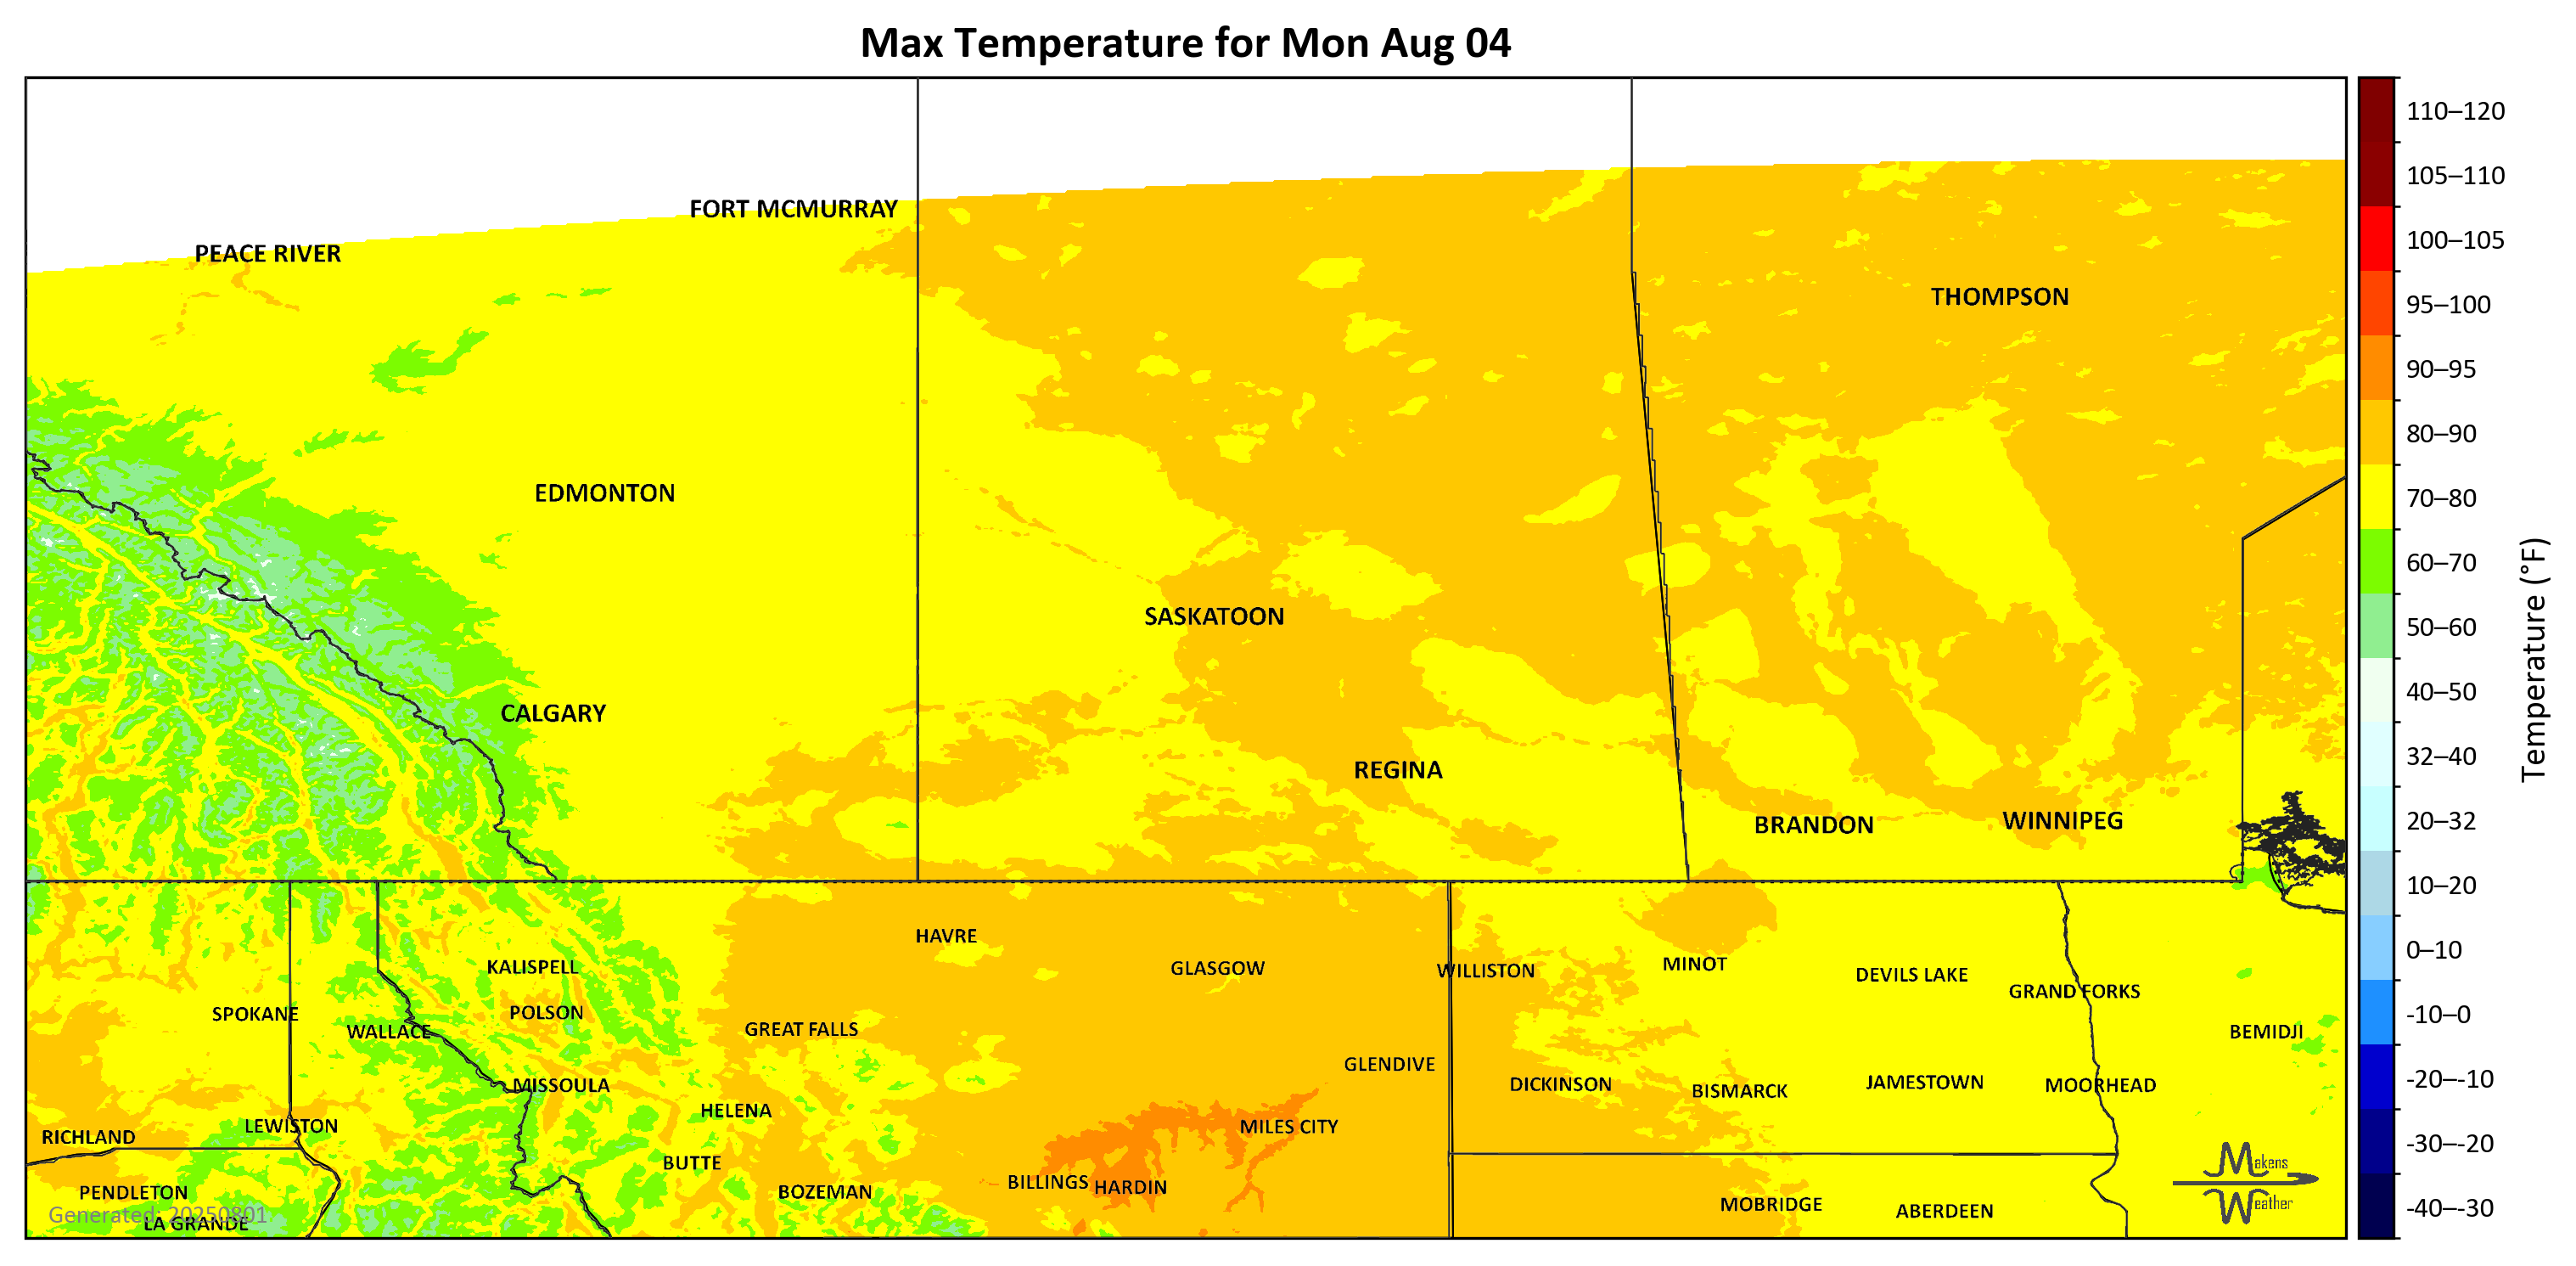 Max Temperature for Mon Aug 04
FORT MCMURRAY
PEACE RIVER
THOMPSON
EDMONTON
SASKATOON
CALGARY
REGINA
BRANDON
WINNIPEG
HAVRE
KALISPELL
GLASGOW
WILLISTON
MINOT
DEVILS LAKE
GRAND FORKS
SPOKANE
POLSON
WALLACE
GREAT FALLS
BEMIDJI
GLENDIVE
MISSOULA
DICKINSON
BISMARCK
JAMESTOWN
MOORHEAD
HELENA
LEWISTON
MILES CITY
RICHLAND
BUTTE
BILLINGS
HARDIN
BOZEMAN
PENDLETON
MOBRIDGE
ABERDEEN
LA GRANDE
Generated: 20250801
Makens
Weather
110–120
105–110
100–105
95–100
90–95
80–90
70–80
60–70
50–60
40–50
32–40
20–32
10–20
0–10
-10–0
-20–-10
-30–-20
-40–-30
Temperature (°F)